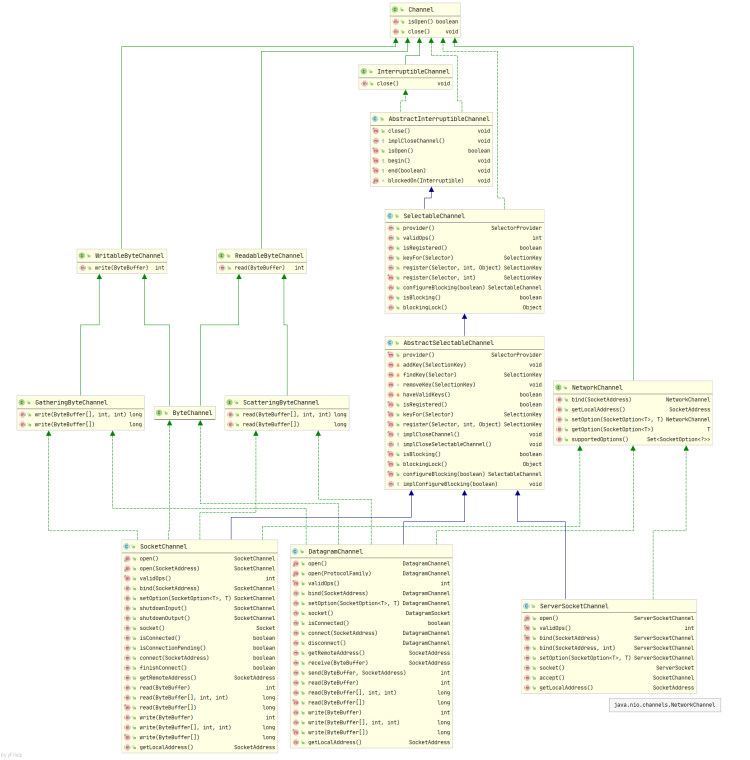 Channel
isOpen() boolean
close() void
InterruptibleChannel
close() void
AbstractInterruptibleChannel
close() void
implCloseChannel() void
isOpen() boolean
begin() void
end(boolean) void
blockedOn(Interruptible) void
SelectableChannel
provider() SelectorProvider
validOps() int
isRegistered() boolean
keyFor(Selector) SelectionKey
register(Selector, int, Object) SelectionKey
register(Selector, int) SelectionKey
configureBlocking(boolean) SelectableChannel
isBlocking() boolean
blockingLock() Object
WritableByteChannel
write(ByteBuffer) int
ReadableByteChannel
read(ByteBuffer) int
AbstractSelectableChannel
provider() SelectorProvider
addKey(SelectionKey) void
findKey(Selector) SelectionKey
removeKey(SelectionKey) void
haveValidKeys() boolean
isRegistered() boolean
keyFor(Selector) SelectionKey
register(Selector, int, Object) SelectionKey
implCloseChannel() void
implCloseSelectableChannel() void
isBlocking() boolean
blockingLock() Object
configureBlocking(boolean) SelectableChannel
implConfigureBlocking(boolean) void
NetworkChannel
bind(SocketAddress) NetworkChannel
getLocalAddress() SocketAddress
setOption(SocketOption<T>, T) NetworkChannel
getOption(SocketOption<T>) T
supportedOptions() Set<SocketOption<?>>
GatheringByteChannel
write(ByteBuffer[], int, int) long
write(ByteBuffer[]) long
ByteChannel
ScatteringByteChannel
read(ByteBuffer[], int, int) long
read(ByteBuffer[]) long
SocketChannel
open() SocketChannel
open(SocketAddress) SocketChannel
validOps() int
bind(SocketAddress) SocketChannel
setOption(SocketOption<T>, T) SocketChannel
shutdownInput() SocketChannel
shutdownOutput() SocketChannel
socket() Socket
isConnected() boolean
isConnectionPending() boolean
connect(SocketAddress) boolean
finishConnect() boolean
getRemoteAddress() SocketAddress
read(ByteBuffer) int
read(ByteBuffer[], int, int) long
read(ByteBuffer[]) long
write(ByteBuffer) int
write(ByteBuffer[], int, int) long
write(ByteBuffer[]) long
getLocalAddress() SocketAddress
DatagramChannel
open() DatagramChannel
open(ProtocolFamily) DatagramChannel
validOps() int
bind(SocketAddress) DatagramChannel
setOption(SocketOption<T>, T) DatagramChannel
socket() DatagramSocket
isConnected() boolean
connect(SocketAddress) DatagramChannel
disconnect() DatagramChannel
getRemoteAddress() SocketAddress
receive(ByteBuffer) SocketAddress
send(ByteBuffer, SocketAddress) int
read(ByteBuffer) int
read(ByteBuffer[], int, int) long
read(ByteBuffer[]) long
write(ByteBuffer) int
write(ByteBuffer[], int, int) long
write(ByteBuffer[]) long
getLocalAddress() SocketAddress
ServerSocketChannel
open() ServerSocketChannel
validOps() int
bind(SocketAddress) ServerSocketChannel
bind(SocketAddress, int) ServerSocketChannel
setOption(SocketOption<T>, T) ServerSocketChannel
socket() ServerSocket
accept() SocketChannel
getLocalAddress() SocketAddress
java.nio.channels.NetworkChannel